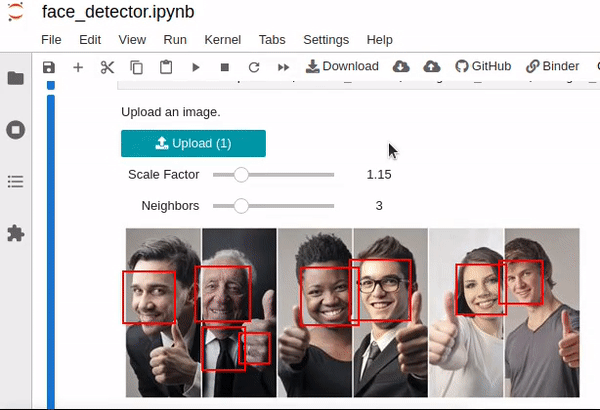 face_detector.ipynb
File Edit View Run Kernel Tabs Settings Help
Download GitHub Binder
Upload an image.
Upload (1)
Scale Factor 1.15
Neighbors 3